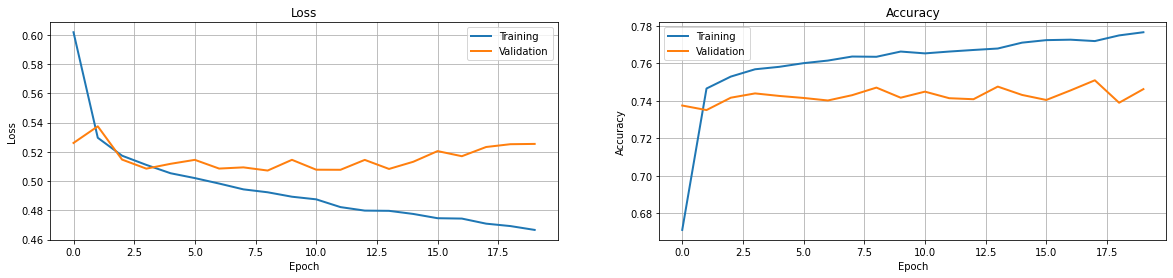 Loss
Loss
0.60
0.58
0.56
0.54
0.52
0.50
0.48
0.46
Training
Validation
0.0 2.5 5.0 7.5 10.0 12.5 15.0 17.5
Epoch
Accuracy
Accuracy
0.78
0.76
0.74
0.72
0.70
0.68
Training
Validation
0.0 2.5 5.0 7.5 10.0 12.5 15.0 17.5
Epoch